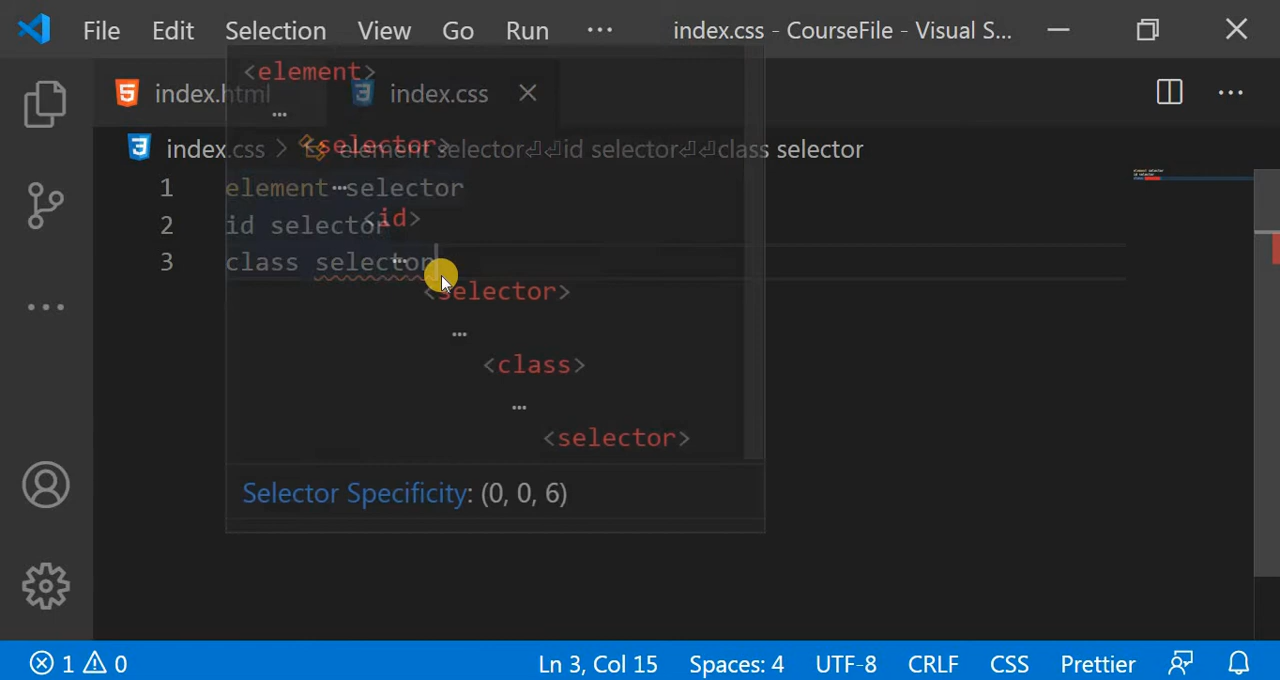 File Edit Selection View Go Run ··· index.css - CourseFile - Visual S...
index.html index.css
index.css > element selector⏎⏎id selector⏎⏎class selector
<element>
…
<selector>
…
<id>
…
<selector>
…
<class>
…
<selector>
Selector Specificity: (0, 0, 6)
1 element selector
2 id selector
3 class selector
1 0 Ln 3, Col 15 Spaces: 4 UTF-8 CRLF CSS Prettier